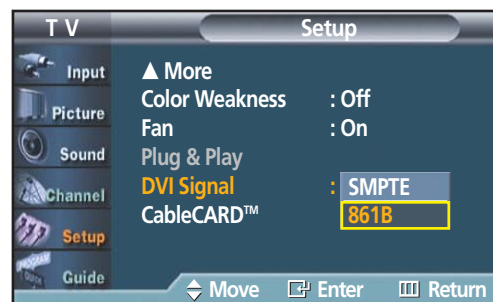 T V
Setup
Input
Picture
Sound
Channel
Setup
Guide
▲ More
Color Weakness : Off
Fan : On
Plug & Play
DVI Signal : SMPTE
861B
CableCARD™
Move Enter Return